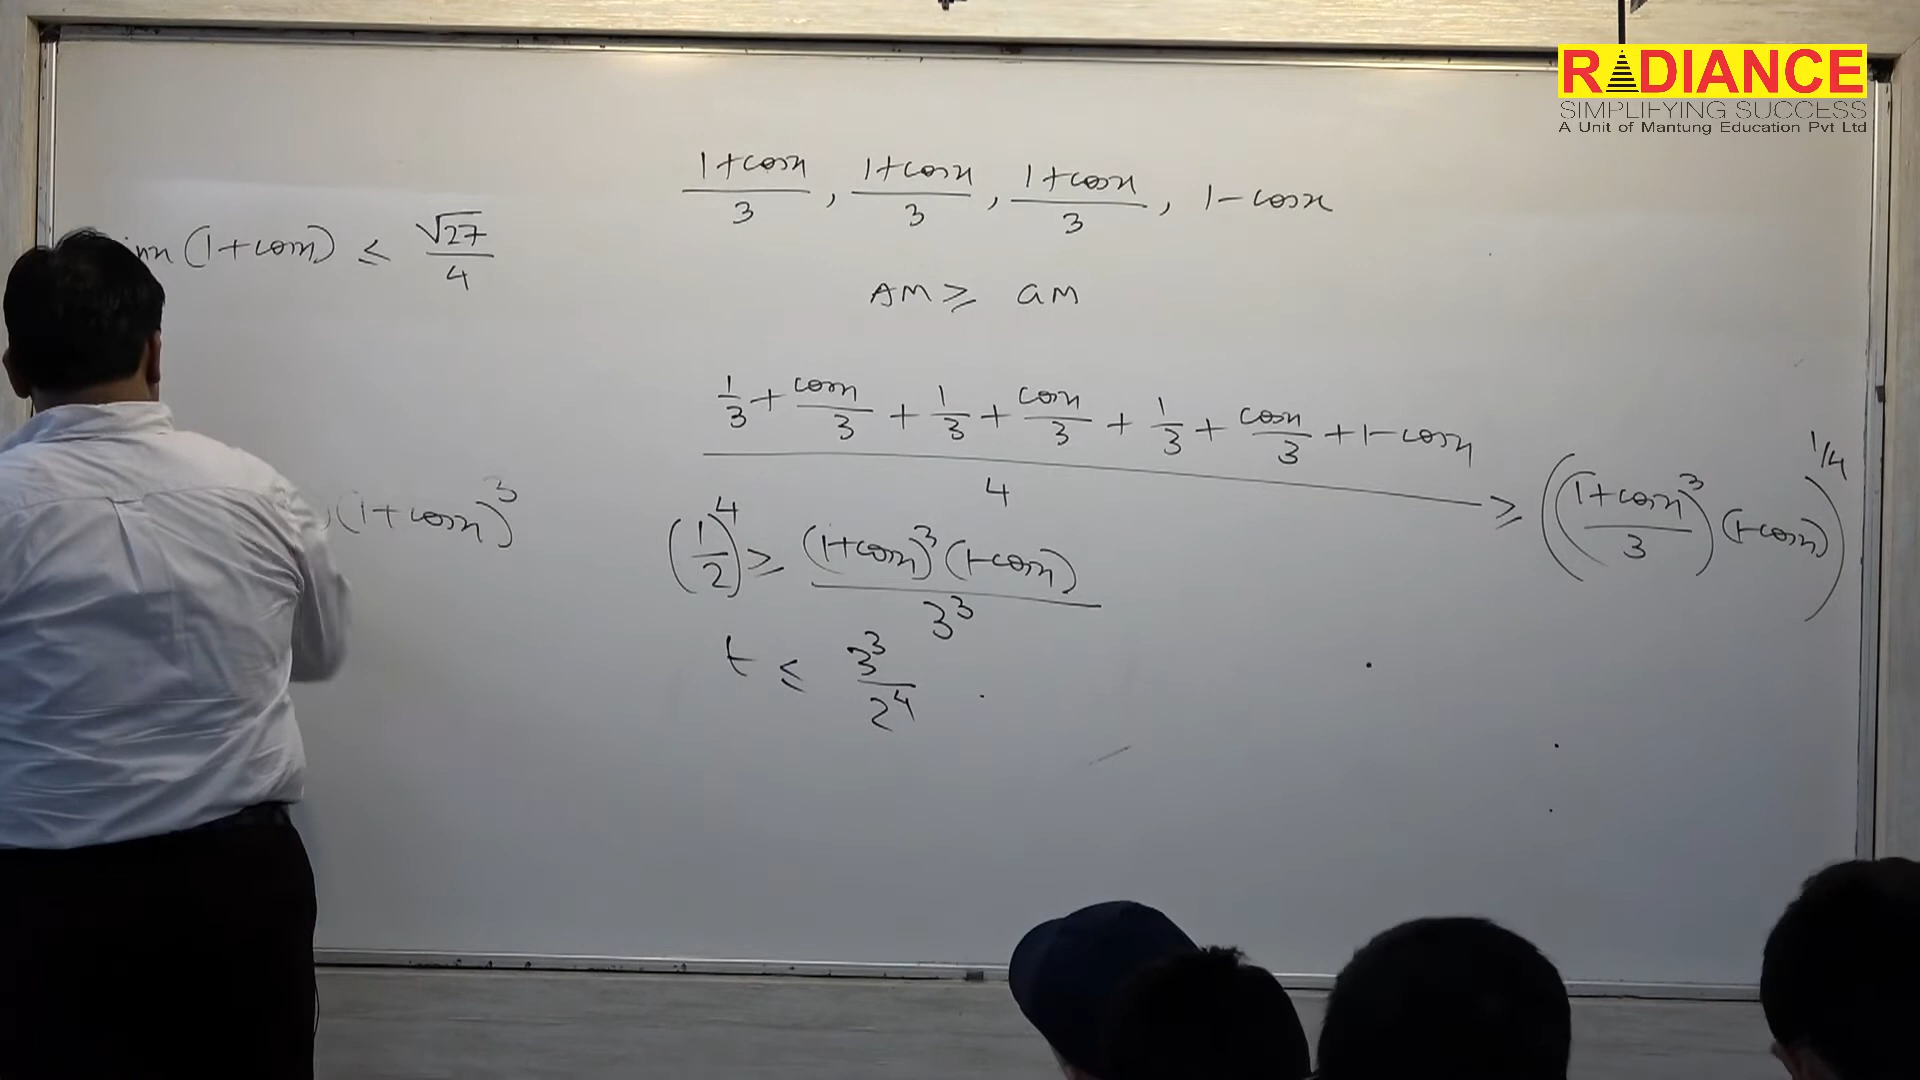 RADIANCE
SIMPLIFYING SUCCESS
A Unit of Mantung Education Pvt Ltd
(1+cosx) ≤ √27/4
(1+cosx)^3
(1+cosx)/3, (1+cosx)/3, (1+cosx)/3, 1-cosx
AM ≥ GM
(1/3 + cosx/3 + 1/3 + cosx/3 + 1/3 + cosx/3 + 1-cosx)/4 ≥ (((1+cosx)/3)^3 (1-cosx))^1/4
(1/2)^4 ≥ (1+cosx)^3 (1-cosx)/3^3
t ≤ 3^3/2^4